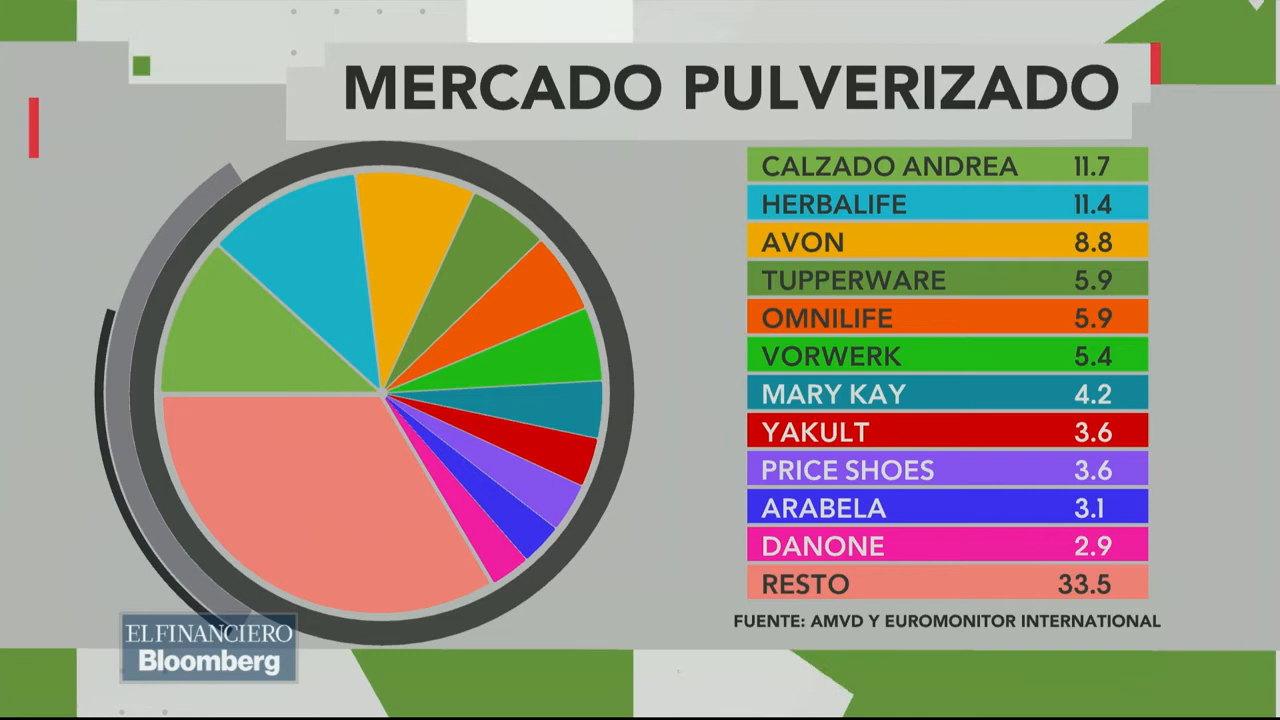 MERCADO PULVERIZADO
CALZADO ANDREA 11.7
HERBALIFE 11.4
AVON 8.8
TUPPERWARE 5.9
OMNILIFE 5.9
VORWERK 5.4
MARY KAY 4.2
YAKULT 3.6
PRICE SHOES 3.6
ARABELA 3.1
DANONE 2.9
RESTO 33.5
FUENTE: AMVD Y EUROMONITOR INTERNATIONAL
EL FINANCIERO
Bloomberg